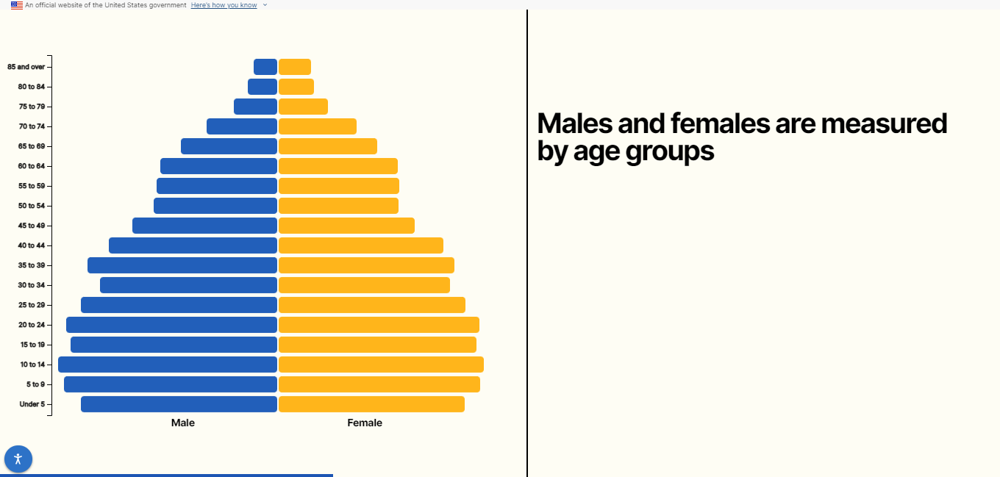 An official website of the United States government Here's how you know
85 and over
80 to 84
75 to 79
70 to 74
65 to 69
60 to 64
55 to 59
50 to 54
45 to 49
40 to 44
35 to 39
30 to 34
25 to 29
20 to 24
15 to 19
10 to 14
5 to 9
Under 5
Male Female
Males and females are measured
by age groups